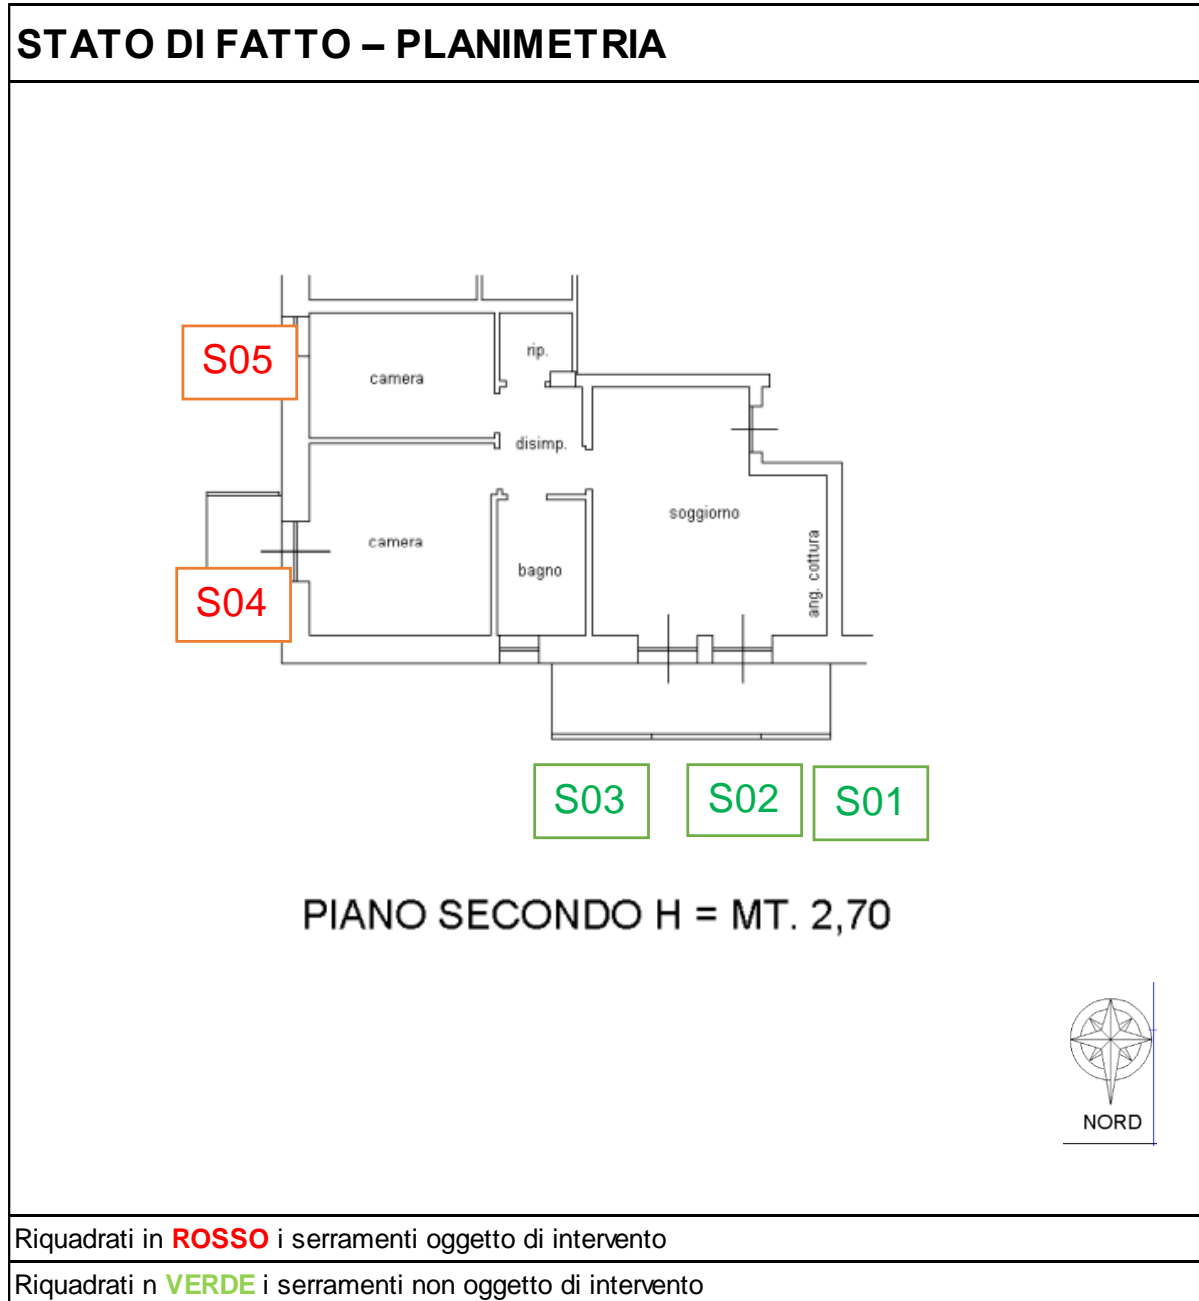 STATO DI FATTO – PLANIMETRIA
S05
camera
rip.
disimp.
soggiorno
camera
bagno
ang. cottura
S04
S03
S02
S01
PIANO SECONDO H = MT. 2,70
NORD
Riquadrati in ROSSO i serramenti oggetto di intervento
Riquadrati n VERDE i serramenti non oggetto di intervento